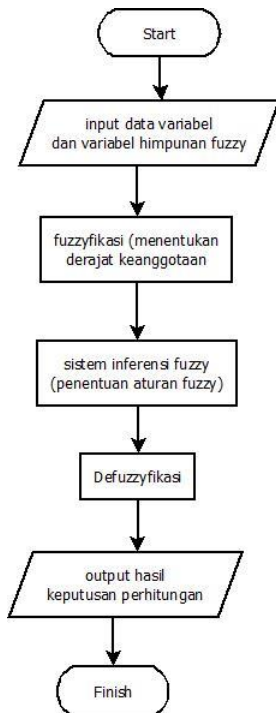 Start
input data variabel
dan variabel himpunan fuzzy
fuzzyfikasi (menentukan
derajat keanggotaan
sistem inferensi fuzzy
(penentuan aturan fuzzy)
Defuzzyfikasi
output hasil
keputusan perhitungan
Finish